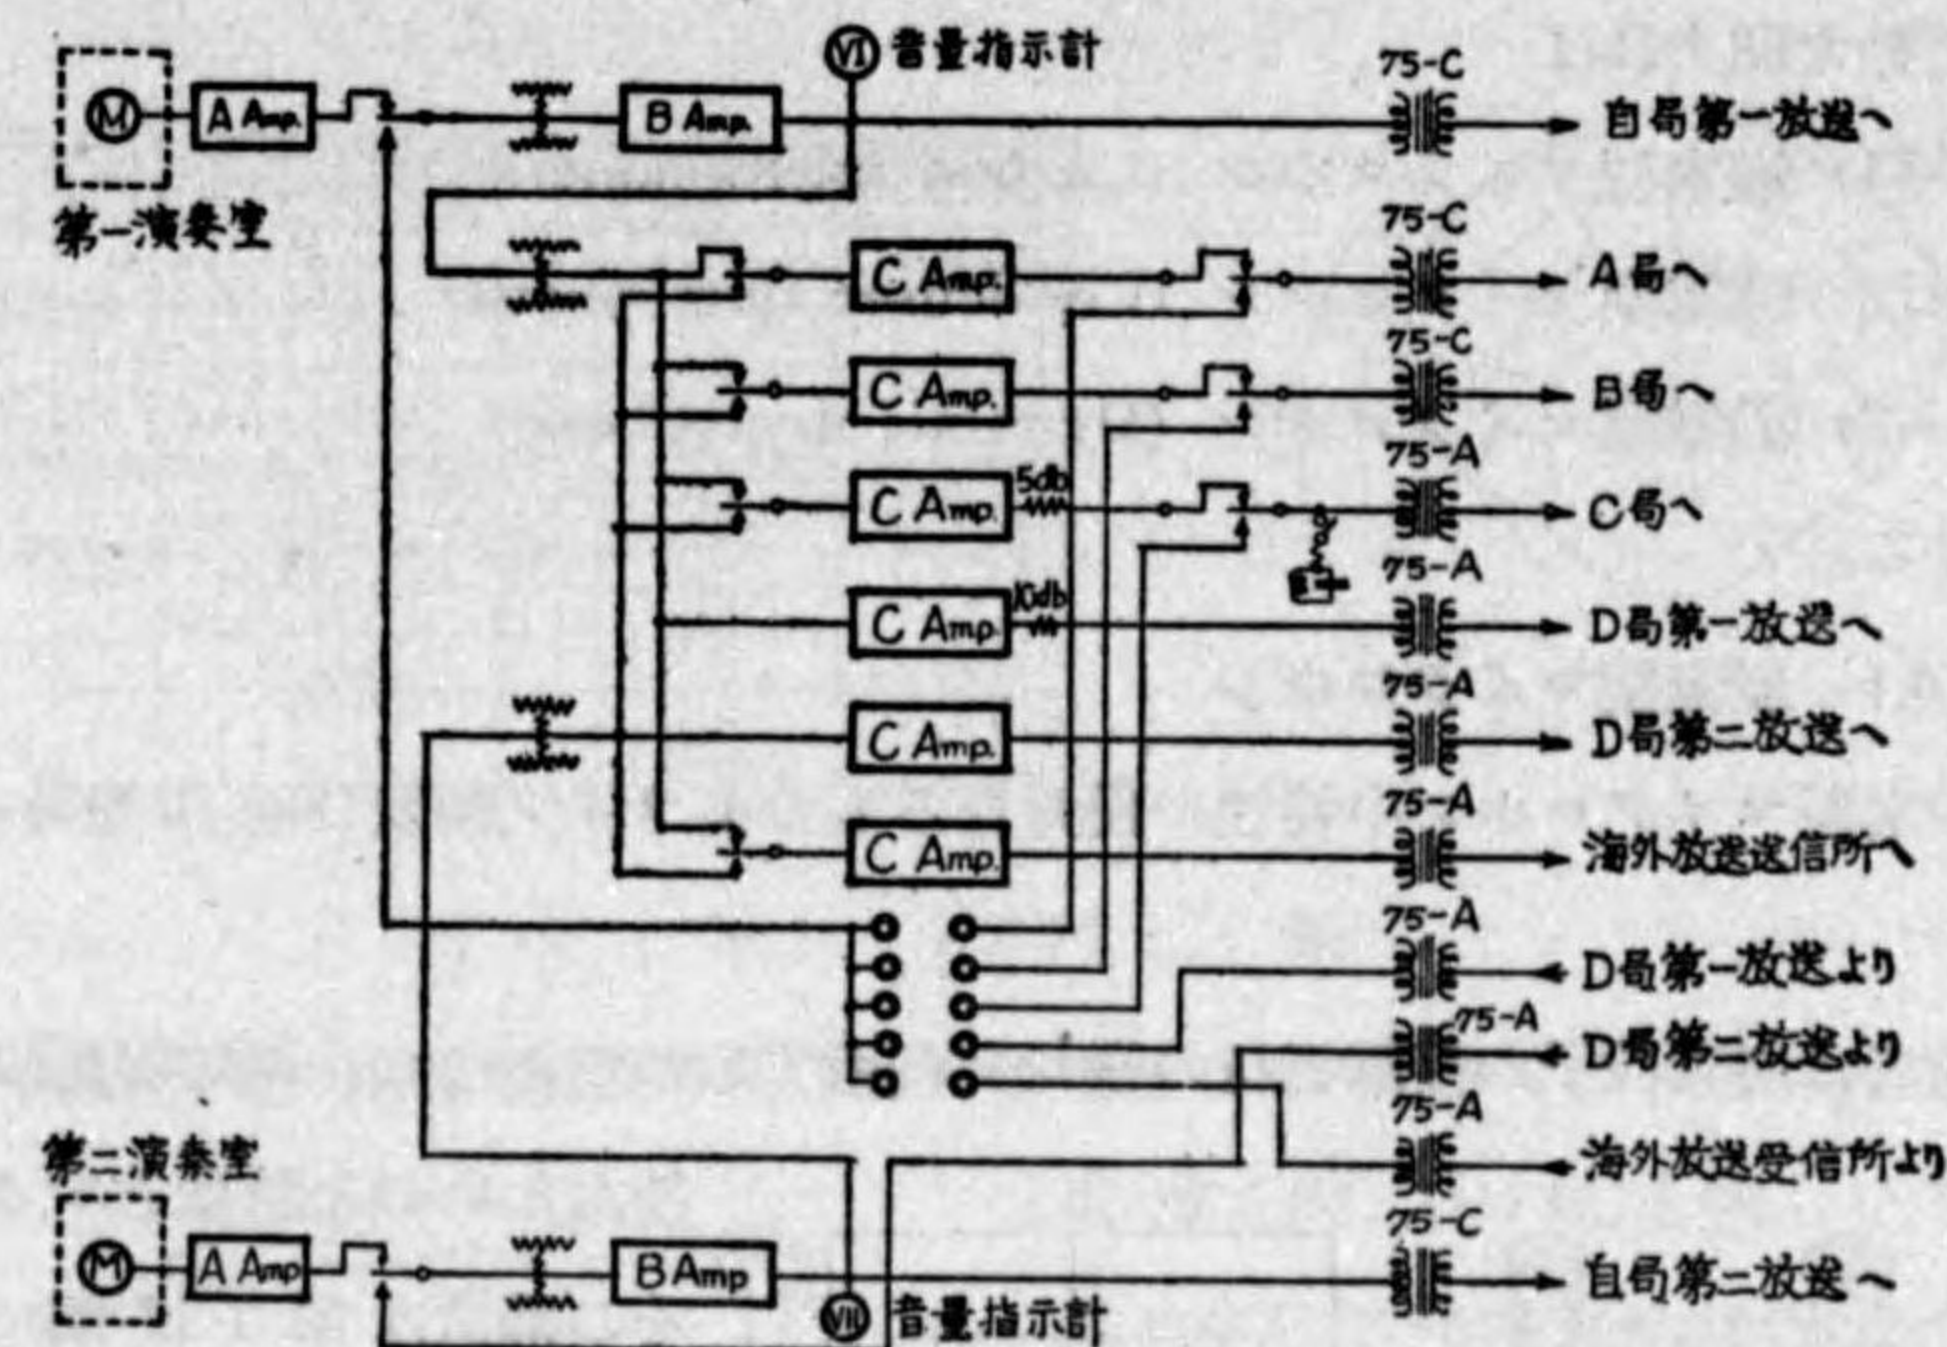 VI 音量指示計
75-C
M A Amp. B Amp. 自局第一放送へ
第一演奏室
75-C
C Amp. A局へ
75-C
C Amp. B局へ
75-A
C Amp. 5db C局へ
75-A
C Amp. 10db D局第一放送へ
75-A
C Amp. D局第二放送へ
75-A
C Amp. 海外放送送信所へ
75-A
D局第一放送より
75-A
D局第二放送より
75-A
第二演奏室
海外放送受信所より
75-C
M A Amp B Amp 自局第二放送へ
音量指示計